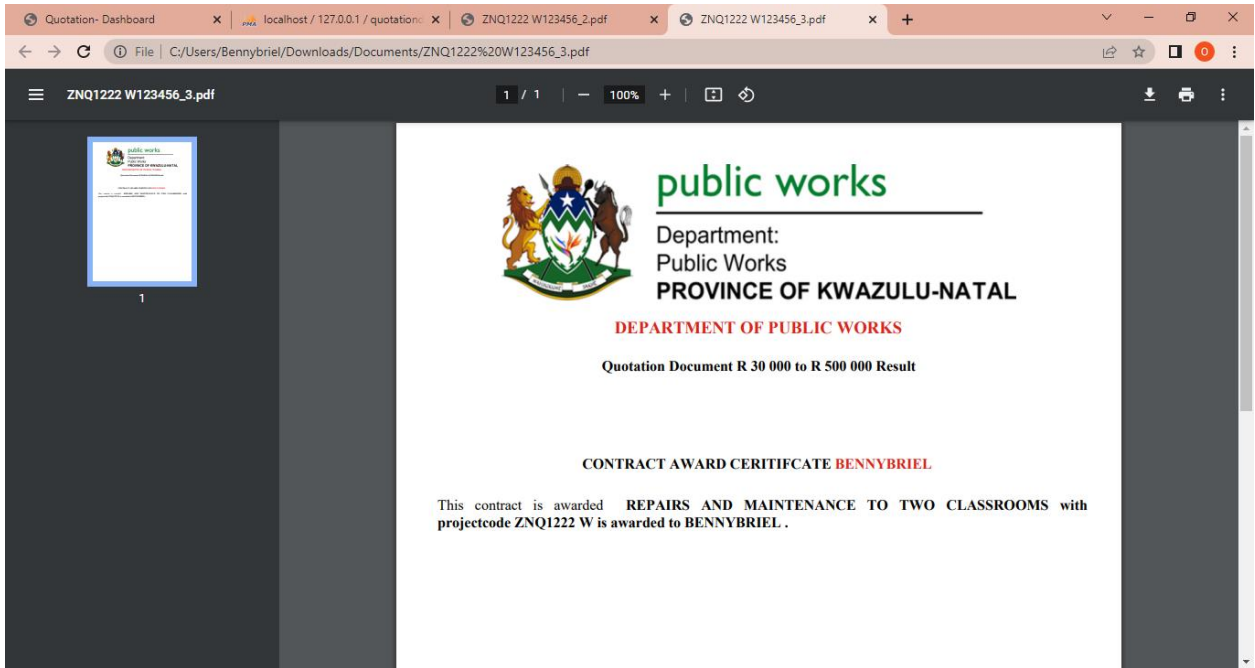 Quotation- Dashboard
localhost / 127.0.0.1 / quotationd
ZNQ1222 W123456_2.pdf
ZNQ1222 W123456_3.pdf
File | C:/Users/Bennybriel/Downloads/Documents/ZNQ1222%20W123456_3.pdf
O
ZNQ1222 W123456_3.pdf
1 / 1
100%
1
public works
Department:
Public Works
PROVINCE OF KWAZULU-NATAL
DEPARTMENT OF PUBLIC WORKS
Quotation Document R 30 000 to R 500 000 Result
CONTRACT AWARD CERITIFCATE BENNYBRIEL
This contract is awarded REPAIRS AND MAINTENANCE TO TWO CLASSROOMS with
projectcode ZNQ1222 W is awarded to BENNYBRIEL .